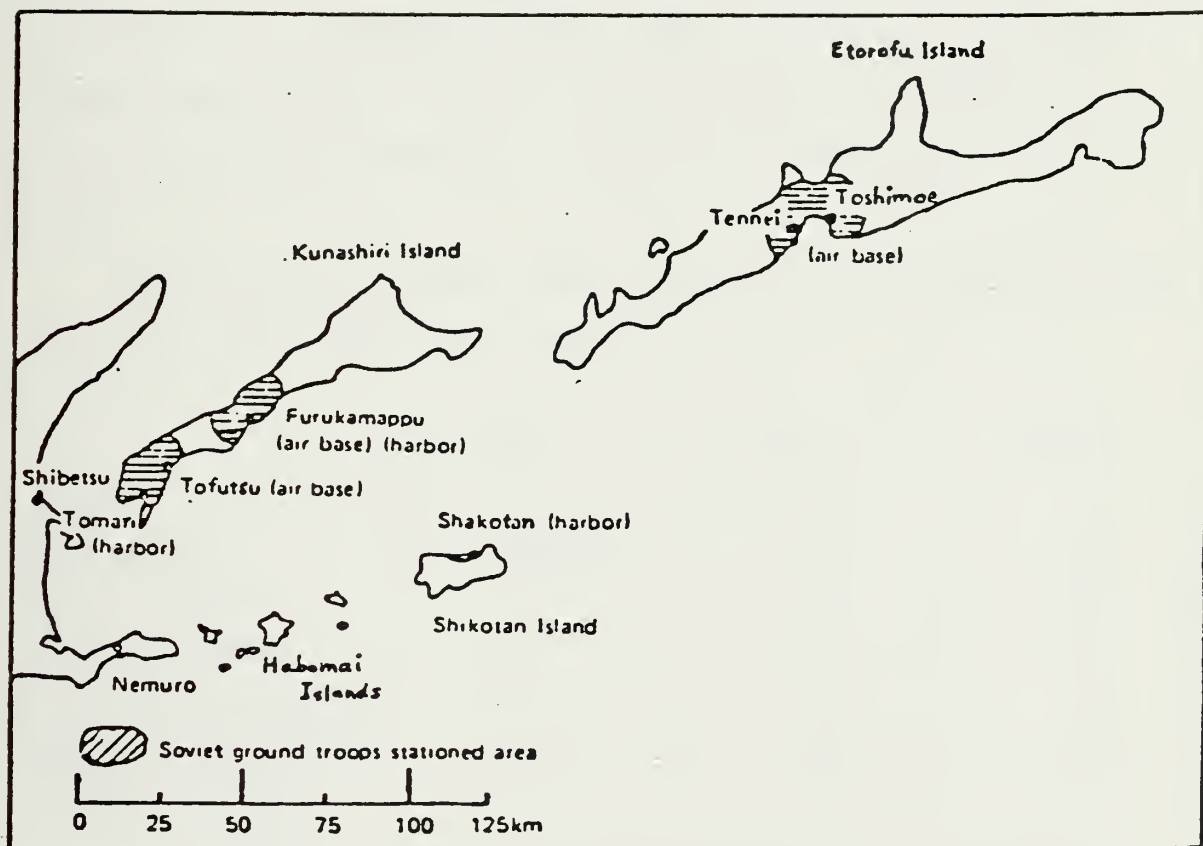 Etorofu Island
Toshimoe
Tennei
(air base)
Kunashiri Island
Furukamappu
(air base) (harbor)
Shibetsu
Tofutsu (air base)
Tomari
(harbor)
Shakotan (harbor)
Shikotan Island
Habomai
Islands
Nemuro
Soviet ground troops stationed area
0 25 50 75 100 125km